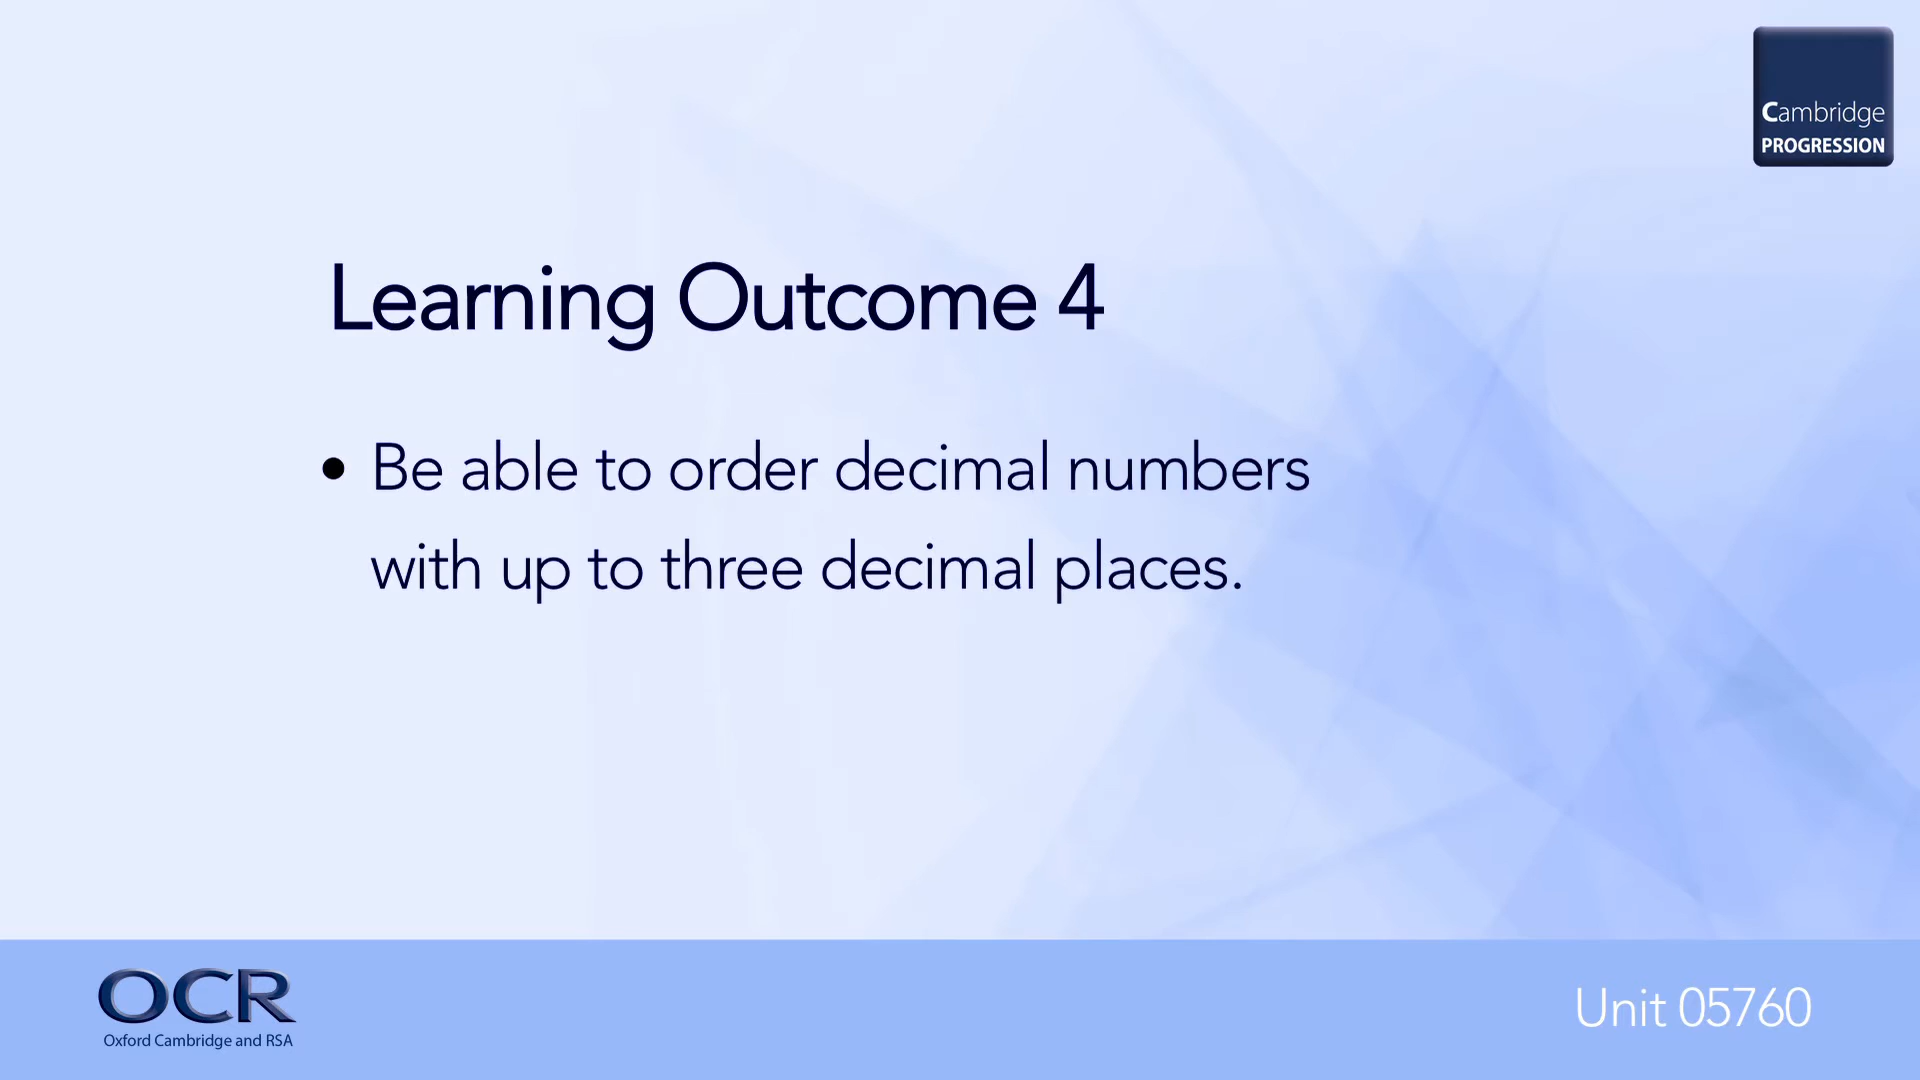 Cambridge
PROGRESSION
Learning Outcome 4
• Be able to order decimal numbers
with up to three decimal places.
OCR
Oxford Cambridge and RSA
Unit 05760